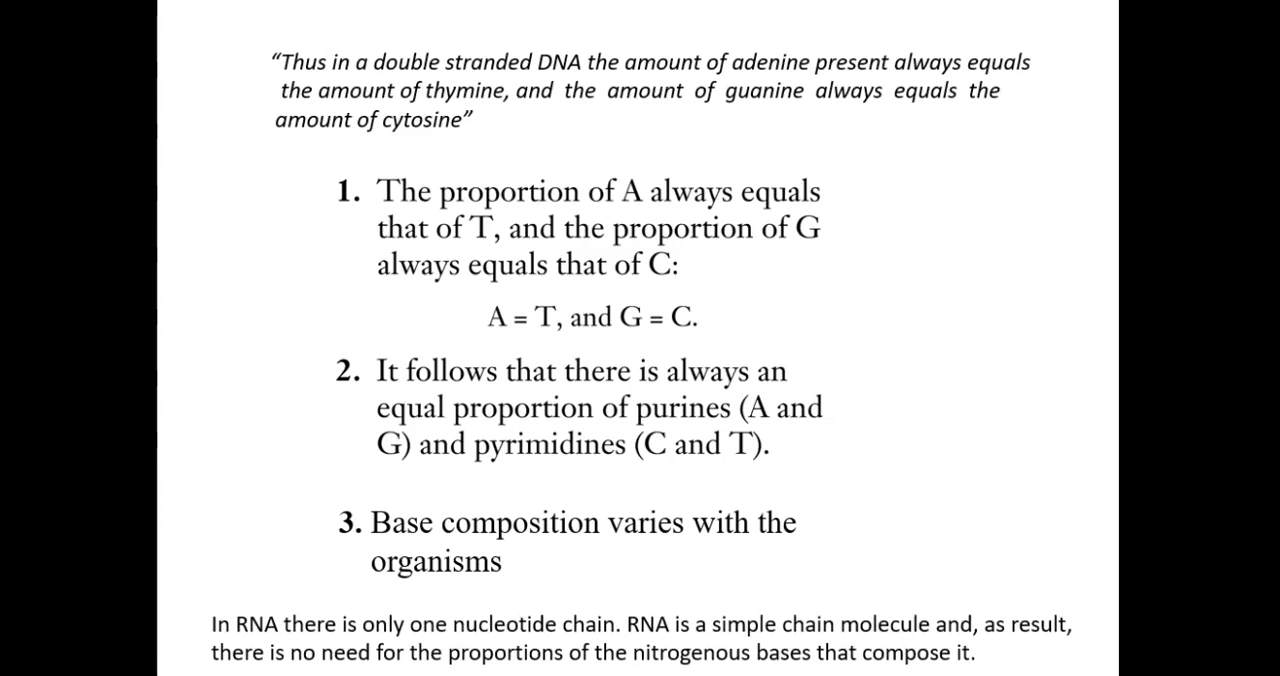 “Thus in a double stranded DNA the amount of adenine present always equals
the amount of thymine, and the amount of guanine always equals the
amount of cytosine”
1. The proportion of A always equals
that of T, and the proportion of G
always equals that of C:
A = T, and G = C.
2. It follows that there is always an
equal proportion of purines (A and
G) and pyrimidines (C and T).
3. Base composition varies with the
organisms
In RNA there is only one nucleotide chain. RNA is a simple chain molecule and, as result,
there is no need for the proportions of the nitrogenous bases that compose it.